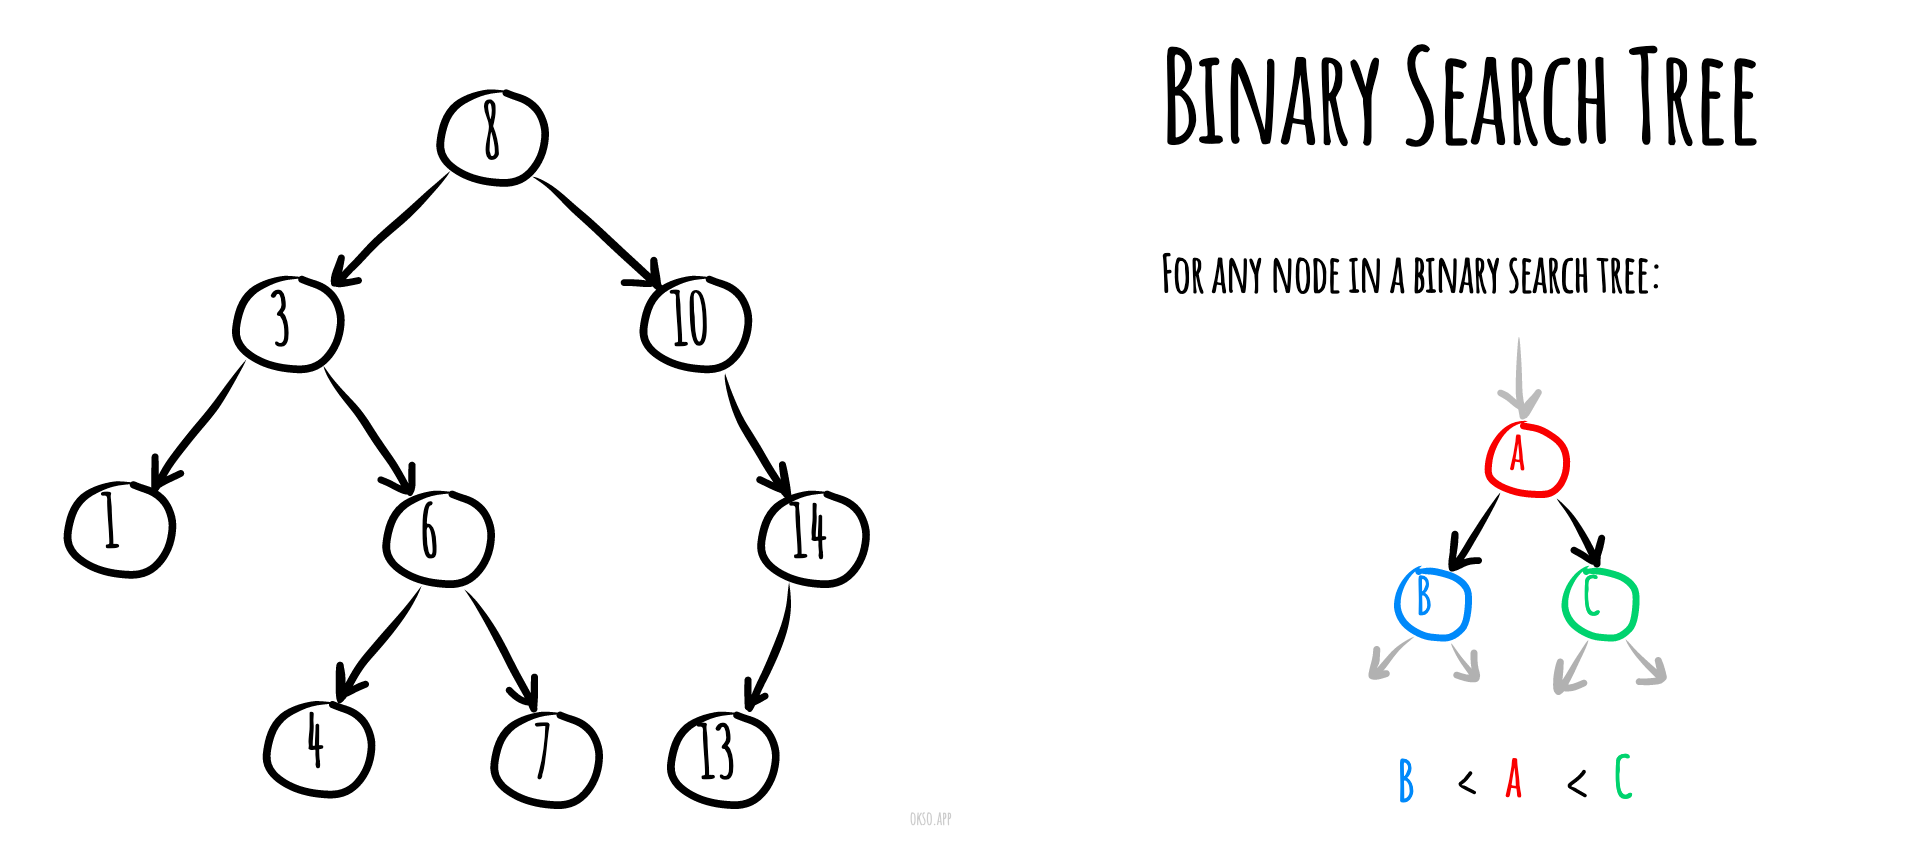 Binary Search Tree
For any node in a binary search tree:
8
3
10
1
6
14
4
7
13
A
B
C
B < A < C
okso.app